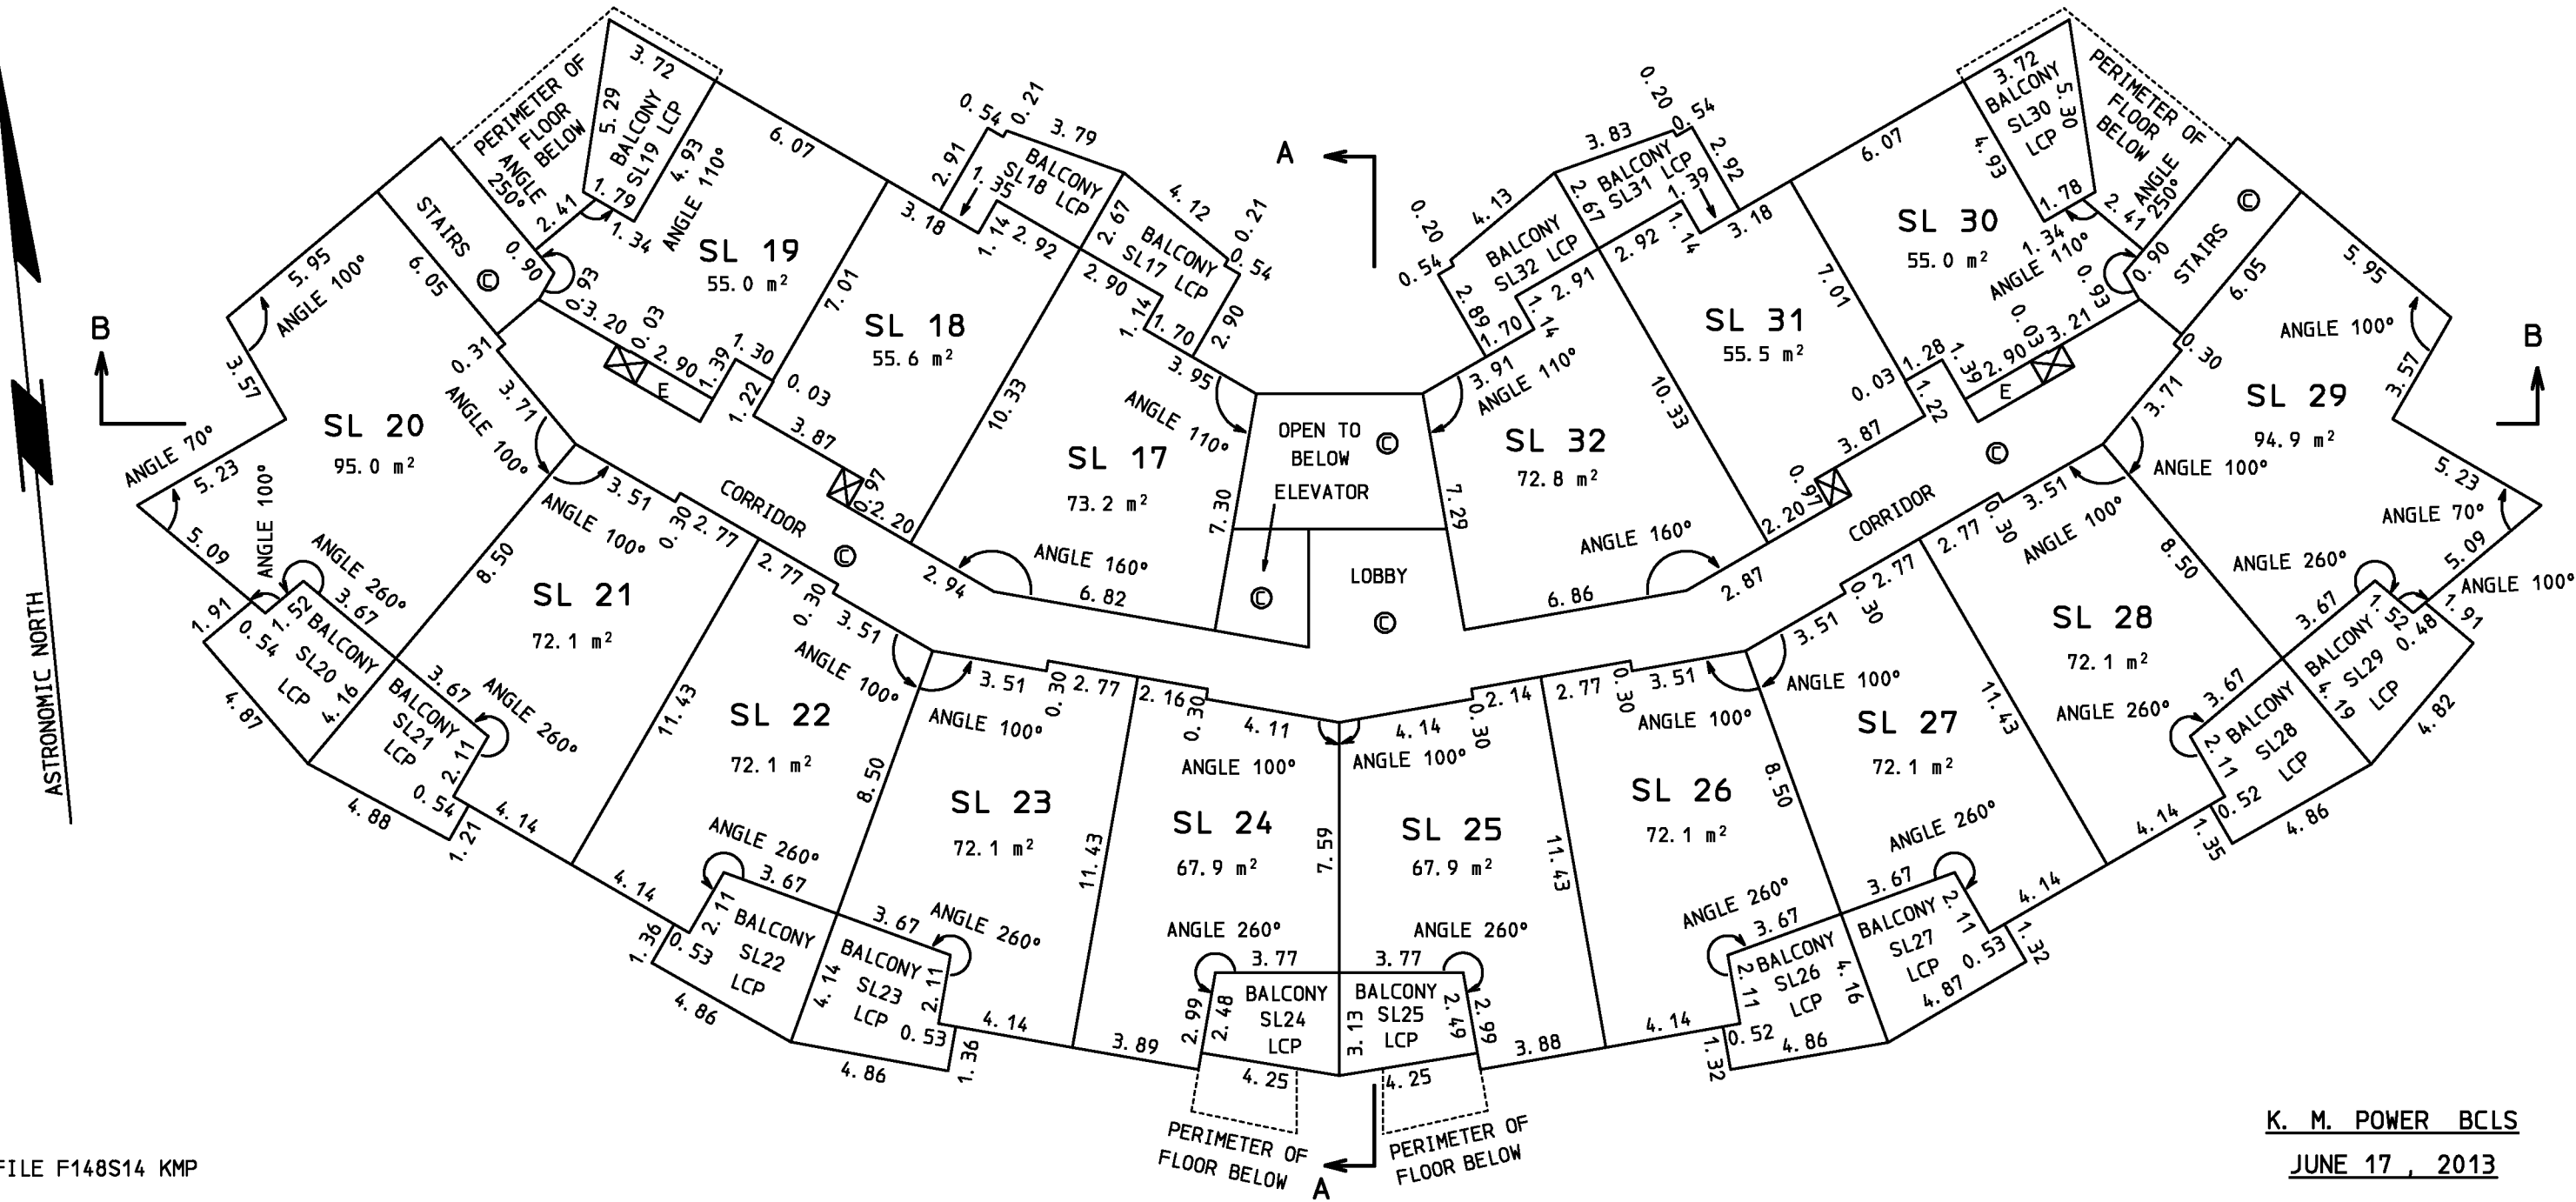 3.72
5.29
BALCONY
SL19 LCP
4.93
ANGLE 110°
PERIMETER OF
FLOOR
BELOW
ANGLE
250°
2.41
1.79
1.34
6.07
SL 19
55.0 m²
STAIRS
©
0.90
0.93
6.05
5.95
ANGLE 100°
3.57
0.31
3.71
ANGLE 100°
3.20
0.03
2.90
E
1.39
1.30
1.22
0.03
7.01
3.87
0.97
2.20
0.54
0.21
3.79
2.91
1.35
BALCONY
SL18 LCP
3.18
1.14
2.92
2.67
4.12
0.21
0.54
BALCONY
SL17 LCP
2.90
1.14
1.70
2.90
SL 18
55.6 m²
10.33
3.95
ANGLE 110°
SL 17
73.2 m²
7.30
ANGLE 160°
2.94
6.82
A
OPEN TO
BELOW
©
ELEVATOR
©
LOBBY
©
0.20
0.54
3.83
2.92
BALCONY
SL31 LCP
1.39
2.67
1.14
3.18
2.92
4.13
0.20
0.54
BALCONY
SL32 LCP
2.89
2.91
1.14
1.70
3.91
ANGLE 110°
SL 32
72.8 m²
7.29
ANGLE 160°
6.86
2.87
10.33
SL 31
55.5 m²
7.01
6.07
3.72
BALCONY
SL30
LCP
5.30
4.93
1.78
PERIMETER OF
FLOOR
BELOW
ANGLE
250°
2.41
1.34
ANGLE 110°
SL 30
55.0 m²
0.90
0.93
STAIRS
©
6.05
5.95
ANGLE 100°
3.57
0.30
3.71
3.21
0.03
2.90
E
1.39
1.28
1.22
0.03
3.87
0.97
2.20
CORRIDOR
©
B
B
SL 20
95.0 m²
ANGLE 70°
5.23
ANGLE 100°
5.09
ANGLE 260°
3.67
1.52
1.91
0.54
BALCONY
SL20
LCP
4.87
4.16
8.50
SL 21
72.1 m²
ANGLE 100°
3.51
0.30
2.77
CORRIDOR
©
BALCONY
SL21
LCP
3.67
ANGLE 260°
2.11
0.54
4.88
1.21
4.14
11.43
2.77
0.30
3.51
ANGLE 100°
SL 22
72.1 m²
8.50
ANGLE 260°
3.67
2.11
4.14
1.36
0.53
BALCONY
SL22
LCP
4.86
4.14
3.51
0.30
2.77
ANGLE 100°
SL 23
72.1 m²
3.67
ANGLE 260°
BALCONY
SL23
LCP
2.11
0.53
4.86
1.36
4.14
11.43
2.16
0.30
4.11
ANGLE 100°
SL 24
67.9 m²
7.59
ANGLE 260°
3.77
2.99
2.48
BALCONY
SL24
LCP
3.89
4.25
3.13
PERIMETER OF
FLOOR BELOW
4.14
0.30
2.14
ANGLE 100°
SL 25
67.9 m²
ANGLE 260°
3.77
BALCONY
SL25
LCP
2.49
2.99
4.25
3.88
PERIMETER OF
FLOOR BELOW
A
11.43
2.77
0.30
3.51
ANGLE 100°
SL 26
72.1 m²
8.50
ANGLE 260°
3.67
2.11
BALCONY
SL26
LCP
4.14
0.52
1.32
4.86
4.16
ANGLE 100°
3.51
0.30
2.77
SL 27
72.1 m²
11.43
ANGLE 260°
3.67
2.11
BALCONY
SL27
LCP
0.53
1.32
4.87
4.14
2.77
0.30
3.51
ANGLE 100°
SL 28
72.1 m²
8.50
ANGLE 260°
3.67
2.11
BALCONY
SL28
LCP
4.14
0.52
1.35
4.86
4.19
ANGLE 100°
SL 29
94.9 m²
5.23
ANGLE 70°
5.09
ANGLE 260°
ANGLE 100°
3.67
1.52
0.48
1.91
BALCONY
SL29
LCP
4.82
ASTRONOMIC NORTH
FILE F148S14 KMP
K. M. POWER BCLS
JUNE 17, 2013